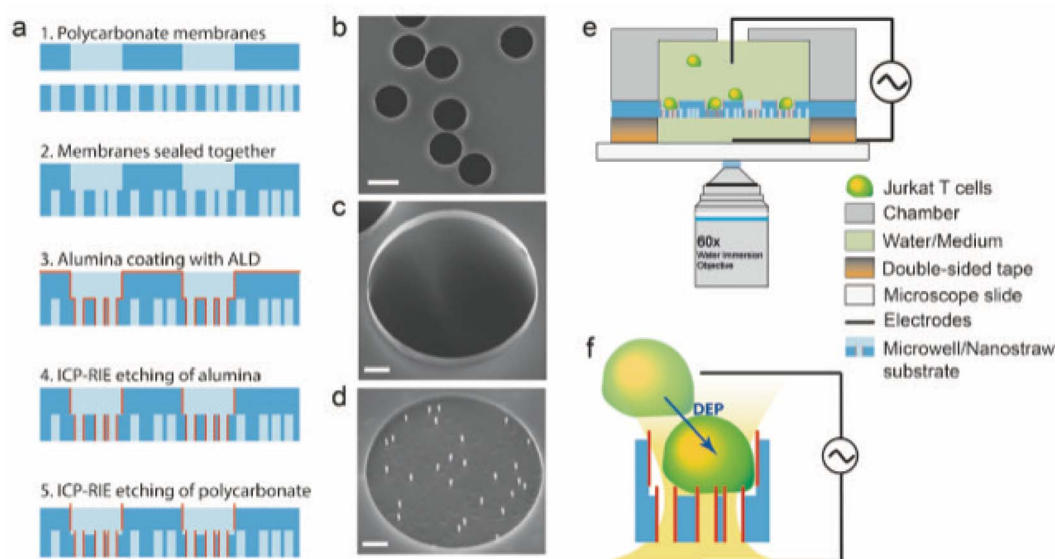 a
1. Polycarbonate membranes
2. Membranes sealed together
3. Alumina coating with ALD
4. ICP-RIE etching of alumina
5. ICP-RIE etching of polycarbonate
b
c
d
e
60x
Water Immersion
Objective
Jurkat T cells
Chamber
Water/Medium
Double-sided tape
Microscope slide
Electrodes
Microwell/Nanostraw
substrate
f
DEP